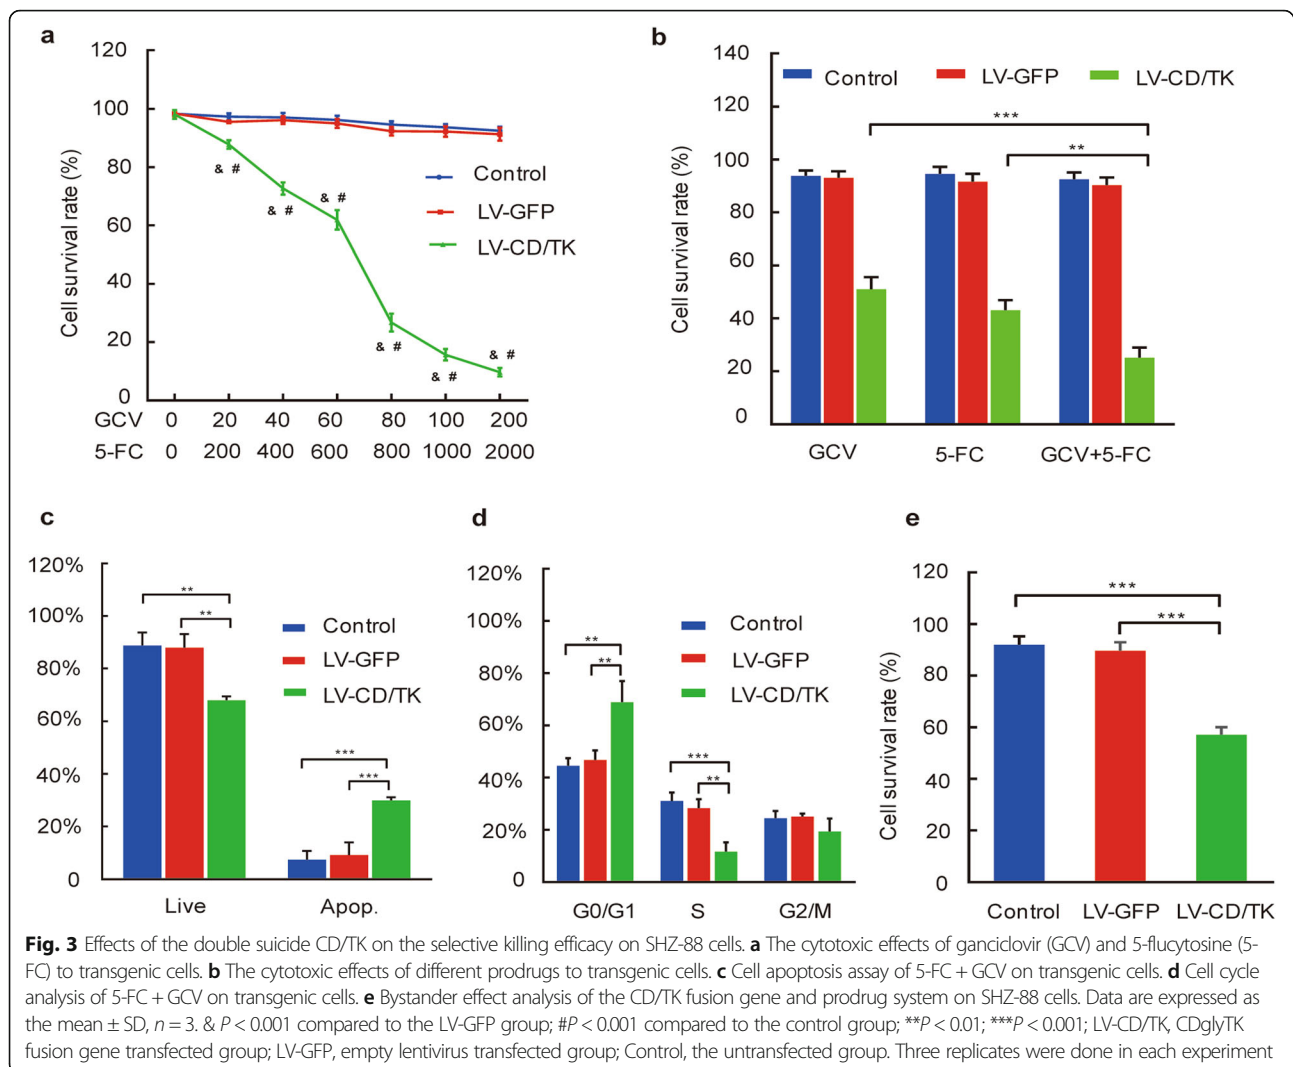 a
120
100
80
60
40
20
0
Cell survival rate (%)
& #
& #
& #
& #
& #
& #
Control
LV-GFP
LV-CD/TK
GCV 0 20 40 60 80 100 200
5-FC 0 200 400 600 800 1000 2000
b
140
120
100
80
60
40
20
0
Cell survival rate (%)
Control LV-GFP LV-CD/TK
***
**
GCV 5-FC GCV+5-FC
c
120%
100%
80%
60%
40%
20%
0
**
**
***
***
Control
LV-GFP
LV-CD/TK
Live Apop.
d
120%
100%
80%
60%
40%
20%
0
**
**
***
**
Control
LV-GFP
LV-CD/TK
G0/G1 S G2/M
e
120
100
80
60
40
20
0
Cell survival rate (%)
***
***
Control LV-GFP LV-CD/TK
Fig. 3 Effects of the double suicide CD/TK on the selective killing efficacy on SHZ-88 cells. a The cytotoxic effects of ganciclovir (GCV) and 5-flucytosine (5-
FC) to transgenic cells. b The cytotoxic effects of different prodrugs to transgenic cells. c Cell apoptosis assay of 5-FC + GCV on transgenic cells. d Cell cycle
analysis of 5-FC + GCV on transgenic cells. e Bystander effect analysis of the CD/TK fusion gene and prodrug system on SHZ-88 cells. Data are expressed as
the mean ± SD, n = 3. & P < 0.001 compared to the LV-GFP group; #P < 0.001 compared to the control group; **P < 0.01; ***P < 0.001; LV-CD/TK, CDglyTK
fusion gene transfected group; LV-GFP, empty lentivirus transfected group; Control, the untransfected group. Three replicates were done in each experiment